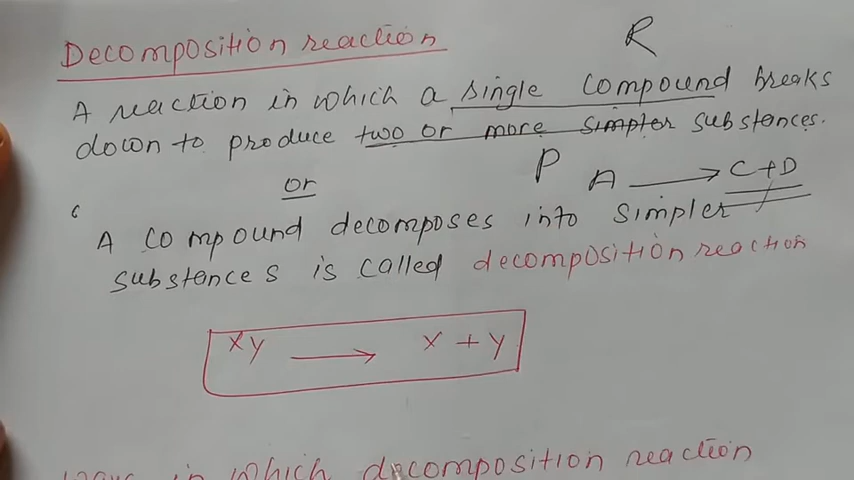 Decomposition reaction
R
A reaction in which a single compound breaks
down to produce two or more simpler substances.
or
P
A → C+D
A compound decomposes into simpler
substances is called decomposition reaction
xy → x + y
in which decomposition reaction